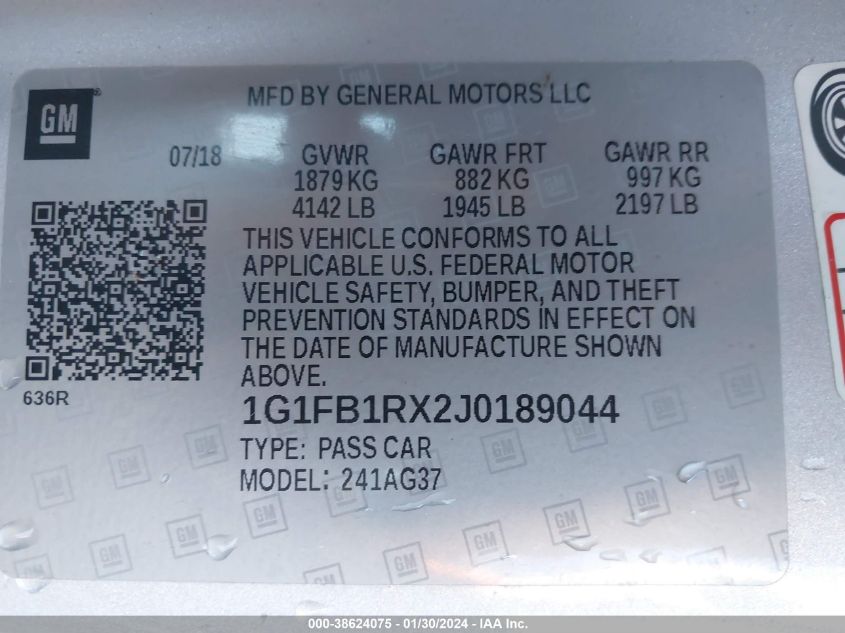 GM
MFD BY GENERAL MOTORS LLC
07/18 GVWR GAWR FRT GAWR RR
1879 KG 882 KG 997 KG
4142 LB 1945 LB 2197 LB
THIS VEHICLE CONFORMS TO ALL
APPLICABLE U.S. FEDERAL MOTOR
VEHICLE SAFETY, BUMPER, AND THEFT
PREVENTION STANDARDS IN EFFECT ON
THE DATE OF MANUFACTURE SHOWN
ABOVE.
636R
1G1FB1RX2J0189044
TYPE: PASS CAR
MODEL: 241AG37
000-38624075 - 01/30/2024 - IAA Inc.